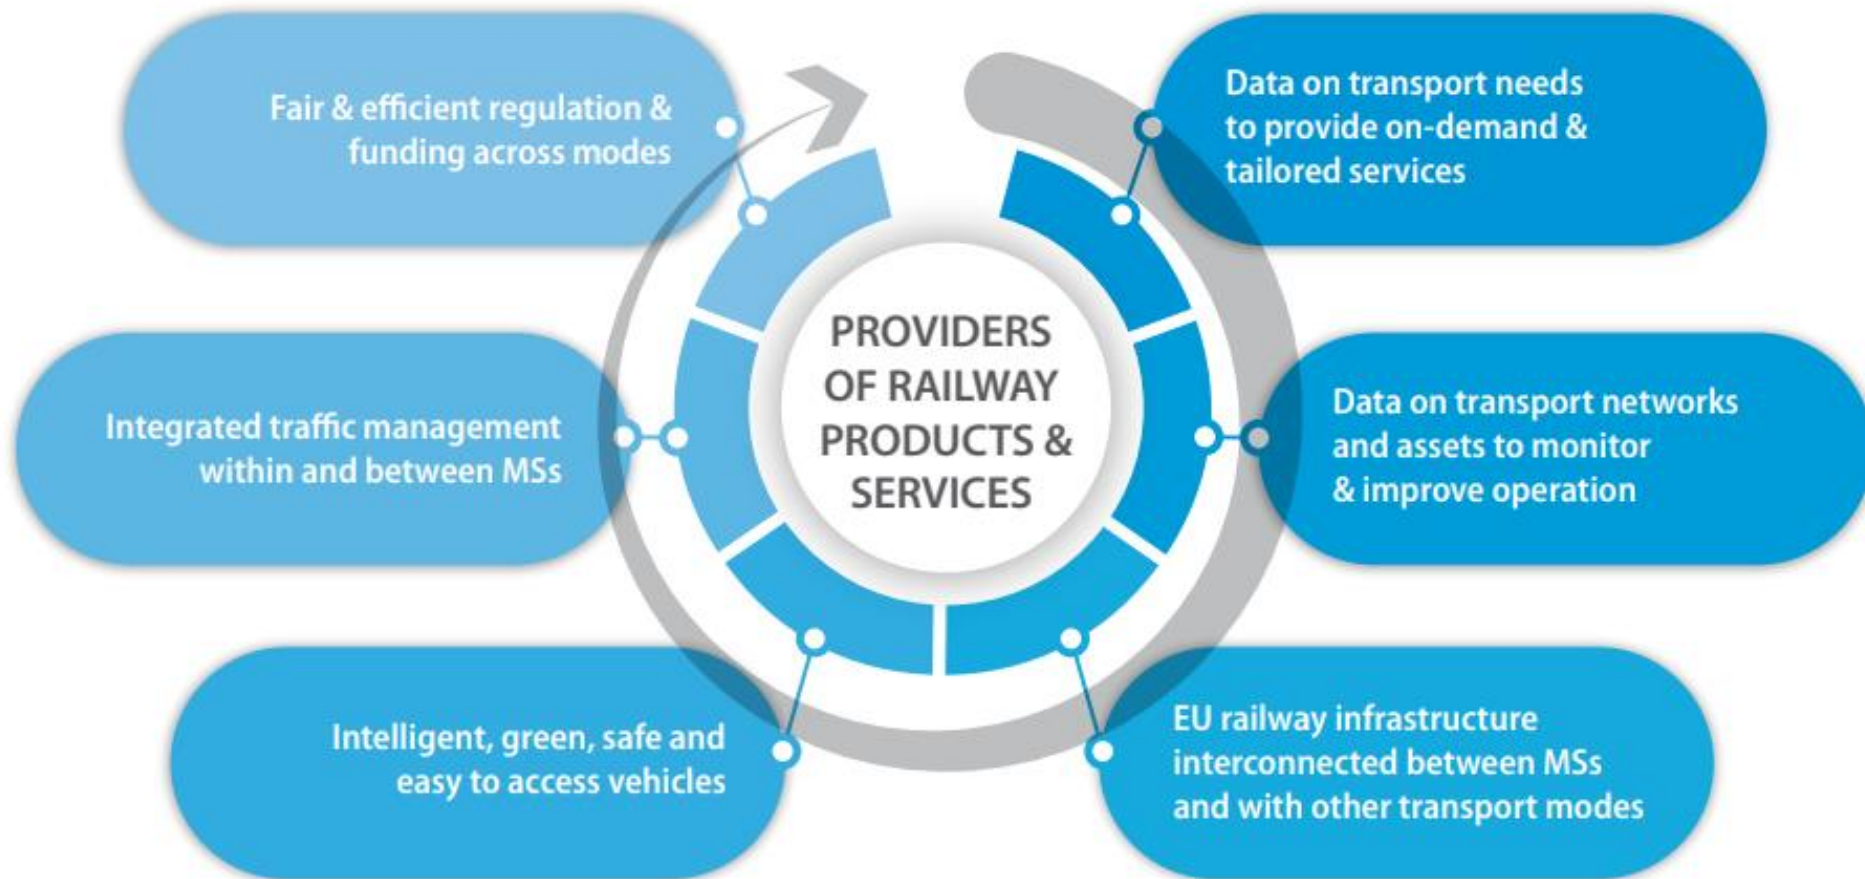 Fair & efficient regulation &
funding across modes
Data on transport needs
to provide on-demand &
tailored services
PROVIDERS
OF RAILWAY
PRODUCTS &
SERVICES
Integrated traffic management
within and between MSs
Data on transport networks
and assets to monitor
& improve operation
Intelligent, green, safe and
easy to access vehicles
EU railway infrastructure
interconnected between MSs
and with other transport modes